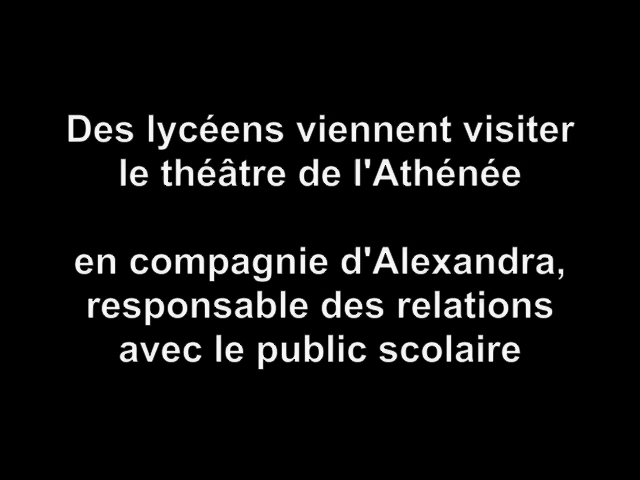 Des lycéens viennent visiter
le théâtre de l'Athénée
en compagnie d'Alexandra,
responsable des relations
avec le public scolaire